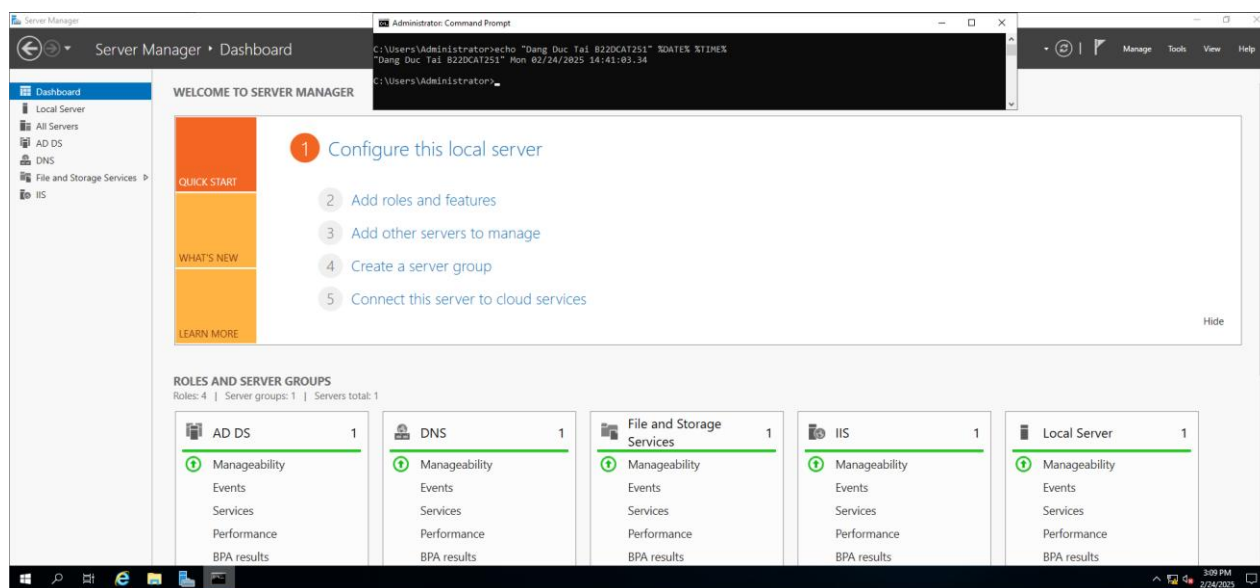 Server Manager
Administrator: Command Prompt
Server Manager • Dashboard
C:\Users\Administrator>echo "Dang Duc Tai B22DCAT251" %DATE% %TIME%
"Dang Duc Tai B22DCAT251" Mon 02/24/2025 14:41:03.34
C:\Users\Administrator>_
Manage Tools View Help
Dashboard
Local Server
All Servers
AD DS
DNS
File and Storage Services
IIS
WELCOME TO SERVER MANAGER
QUICK START
WHAT'S NEW
LEARN MORE
1 Configure this local server
2 Add roles and features
3 Add other servers to manage
4 Create a server group
5 Connect this server to cloud services
Hide
ROLES AND SERVER GROUPS
Roles: 4 | Server groups: 1 | Servers total: 1
AD DS 1
Manageability
Events
Services
Performance
BPA results
DNS 1
Manageability
Events
Services
Performance
BPA results
File and Storage
Services 1
Manageability
Events
Services
Performance
BPA results
IIS 1
Manageability
Events
Services
Performance
BPA results
Local Server 1
Manageability
Events
Services
Performance
BPA results
3:09 PM
2/24/2025